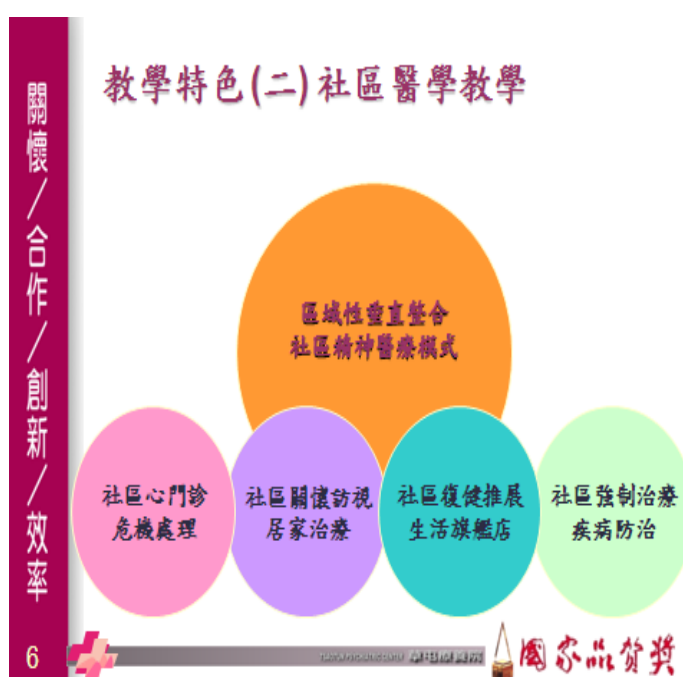 關懷／合作／創新／效率
教學特色(二)社區醫學教學
區域性垂直整合
社區精神醫療模式
社區心門診
危機處理
社區關懷訪視
居家治療
社區復健推展
生活旗艦店
社區強制治療
疾病防治
6
國家品質獎